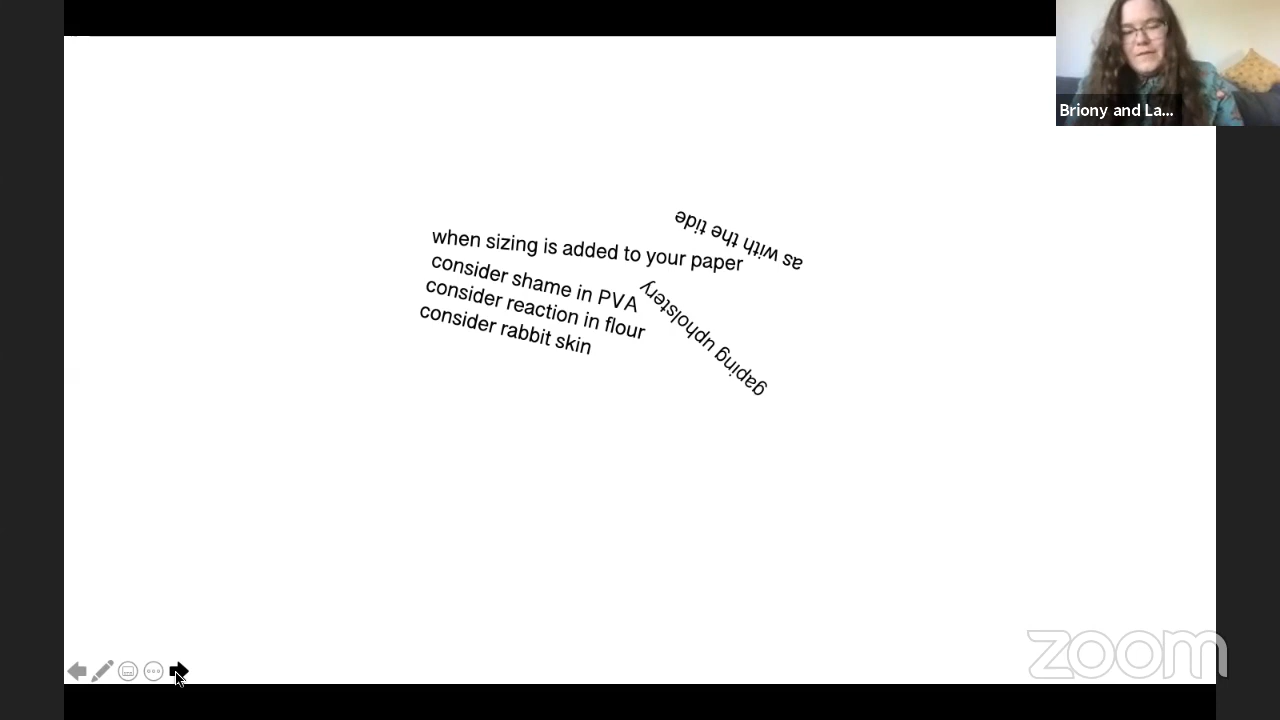 Briony and La...
as with the tide
when sizing is added to your paper
consider shame in PVA
consider reaction in flour
consider rabbit skin
gaping upholstery
zoom